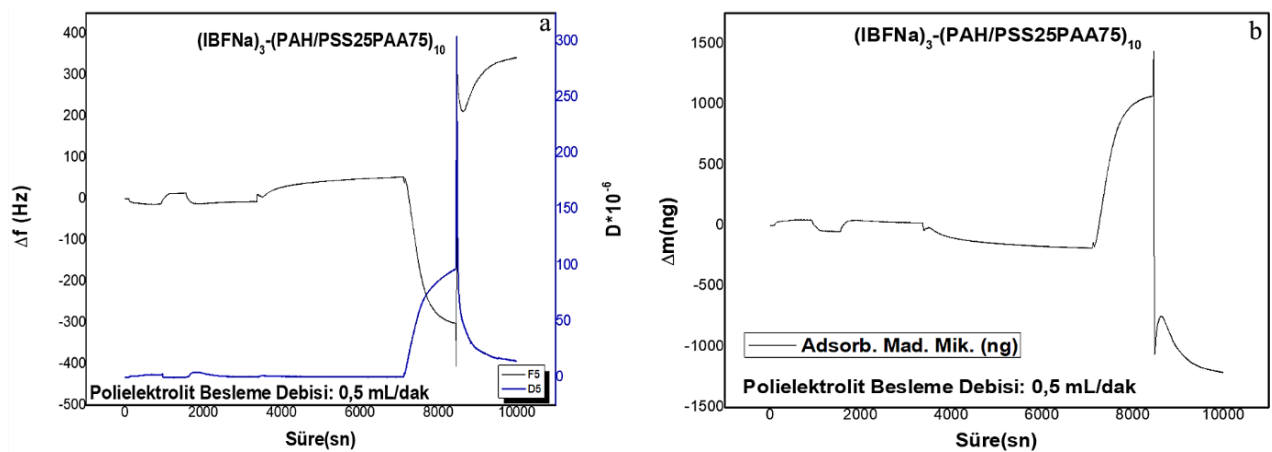 a
(IBFNa)3-(PAH/PSS25PAA75)10
Δf (Hz)
400
300
200
100
0
-100
-200
-300
-400
-500
300
250
200
150
100
50
0
D*10^-6
F5
D5
Polielektrolit Besleme Debisi: 0,5 mL/dak
0 2000 4000 6000 8000 10000
Süre(sn)
b
(IBFNa)3-(PAH/PSS25PAA75)10
Δm(ng)
1500
1000
500
0
-500
-1000
-1500
Adsorb. Mad. Mik. (ng)
Polielektrolit Besleme Debisi: 0,5 mL/dak
0 2000 4000 6000 8000 10000
Süre(sn)